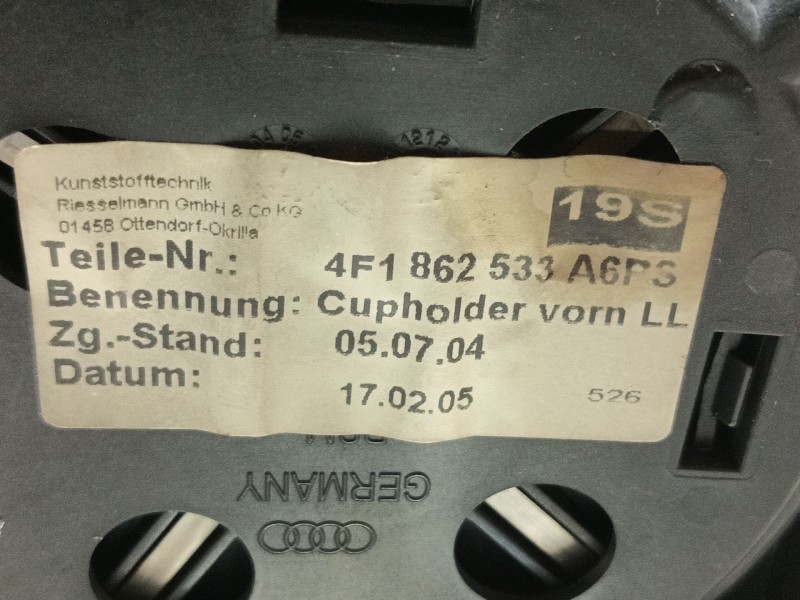 Kunststofftechnik
Riesselmann GmbH & Co KG
01458 Ottendorf-Okrilla
19S
Teile-Nr.: 4F1 862 533 A6PS
Benennung: Cupholder vorn LL
Zg.-Stand: 05.07.04
Datum: 17.02.05
526
GERMANY